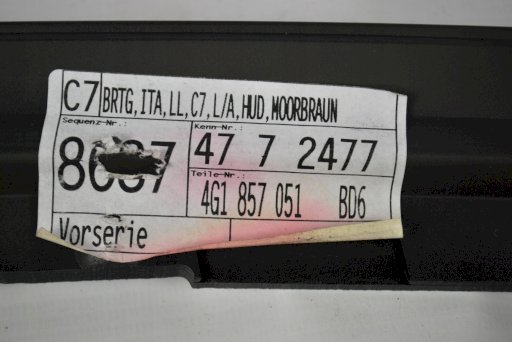 C7 BRTG, ITA, LL, C7, L/A, HUD, MOORBRAUN
Sequenz Nr.: Kenn-Nr.:
47 7 2477
Teile-Nr.:
4G1 857 051 BD6
Vorserie